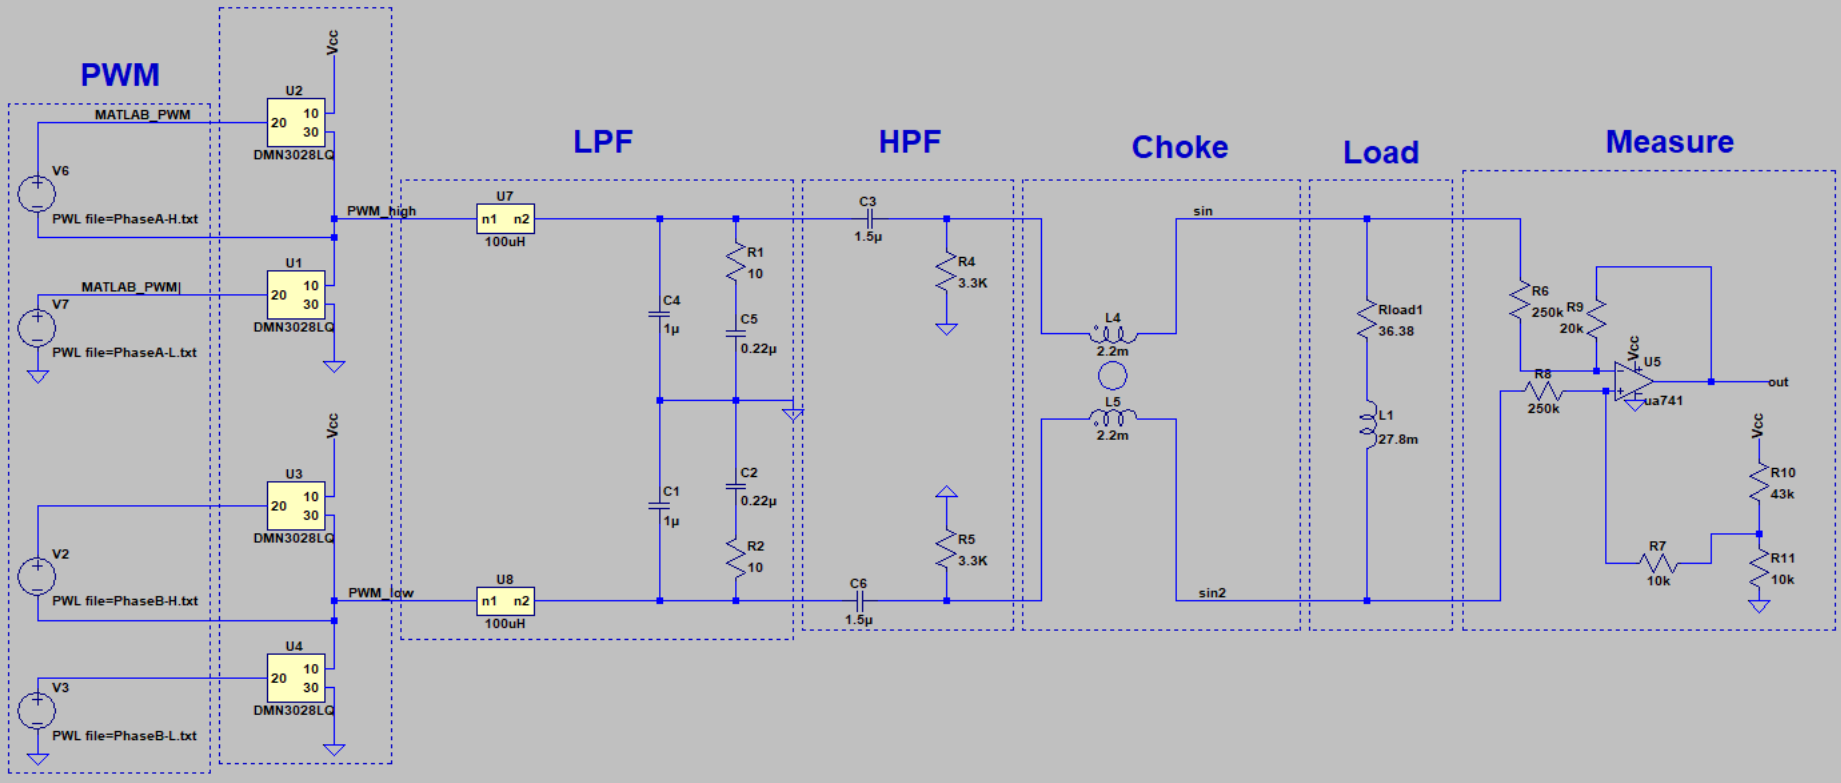 PWM
LPF
HPF
Choke
Load
Measure
Vcc
U2
10
20
30
DMN3028LQ
MATLAB_PWM
V6
PWL file=PhaseA-H.txt
PWM_high
U1
10
20
30
DMN3028LQ
MATLAB_PWM|
V7
PWL file=PhaseA-L.txt
Vcc
U3
10
20
30
DMN3028LQ
V2
PWL file=PhaseB-H.txt
PWM_low
U4
10
20
30
DMN3028LQ
V3
PWL file=PhaseB-L.txt
U7
n1 n2
100uH
R1
10
C4
1µ
C5
0.22µ
C1
1µ
C2
0.22µ
R2
10
U8
n1 n2
100uH
C3
1.5µ
R4
3.3K
R5
3.3K
C6
1.5µ
sin
L4
2.2m
L5
2.2m
sin2
Rload1
36.38
L1
27.8m
R6
250k
R9
20k
Vcc
U5
ua741
R8
250k
out
Vcc
R10
43k
R7
10k
R11
10k